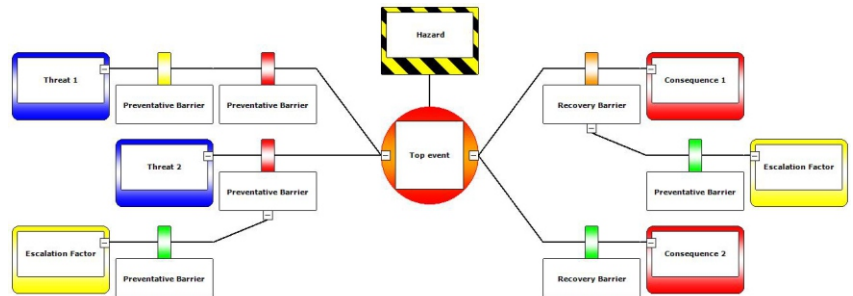 Hazard
Threat 1
Preventative Barrier
Preventative Barrier
Recovery Barrier
Consequence 1
Threat 2
Preventative Barrier
Top event
Preventative Barrier
Escalation Factor
Escalation Factor
Preventative Barrier
Recovery Barrier
Consequence 2